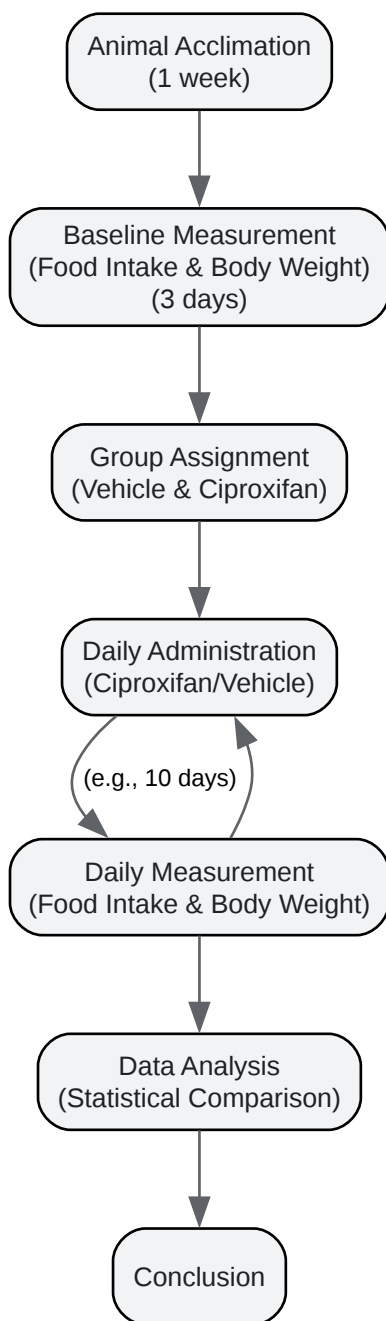 Animal Acclimation
(1 week)
Baseline Measurement
(Food Intake & Body Weight)
(3 days)
Group Assignment
(Vehicle & Ciproxifan)
Daily Administration
(Ciproxifan/Vehicle)
(e.g., 10 days)
Daily Measurement
(Food Intake & Body Weight)
Data Analysis
(Statistical Comparison)
Conclusion